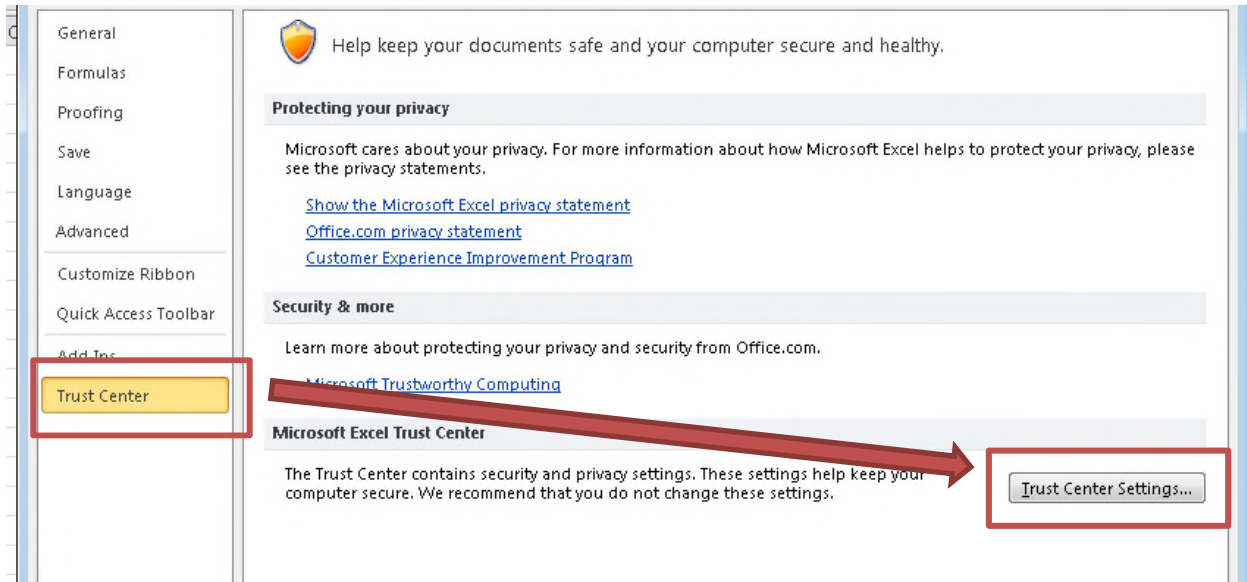 General
Formulas
Proofing
Save
Language
Advanced
Customize Ribbon
Quick Access Toolbar
Add-Ins
Trust Center
Help keep your documents safe and your computer secure and healthy.
Protecting your privacy
Microsoft cares about your privacy. For more information about how Microsoft Excel helps to protect your privacy, please
see the privacy statements.
Show the Microsoft Excel privacy statement
Office.com privacy statement
Customer Experience Improvement Program
Security & more
Learn more about protecting your privacy and security from Office.com.
Microsoft Trustworthy Computing
Microsoft Excel Trust Center
The Trust Center contains security and privacy settings. These settings help keep your
computer secure. We recommend that you do not change these settings.
Trust Center Settings...